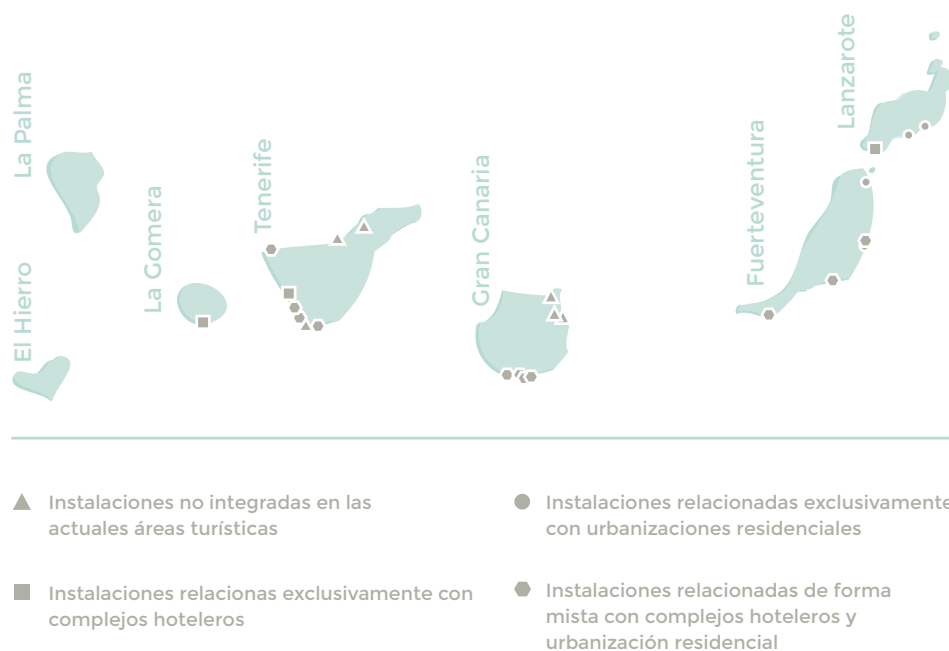 La Palma
El Hierro
La Gomera
Tenerife
Gran Canaria
Fuerteventura
Lanzarote
Instalaciones no integradas en las
actuales áreas turísticas
Instalaciones relacionas exclusivamente con
complejos hoteleros
Instalaciones relacionadas exclusivamente
con urbanizaciones residenciales
Instalaciones relacionadas de forma
mista con complejos hoteleros y
urbanización residencial